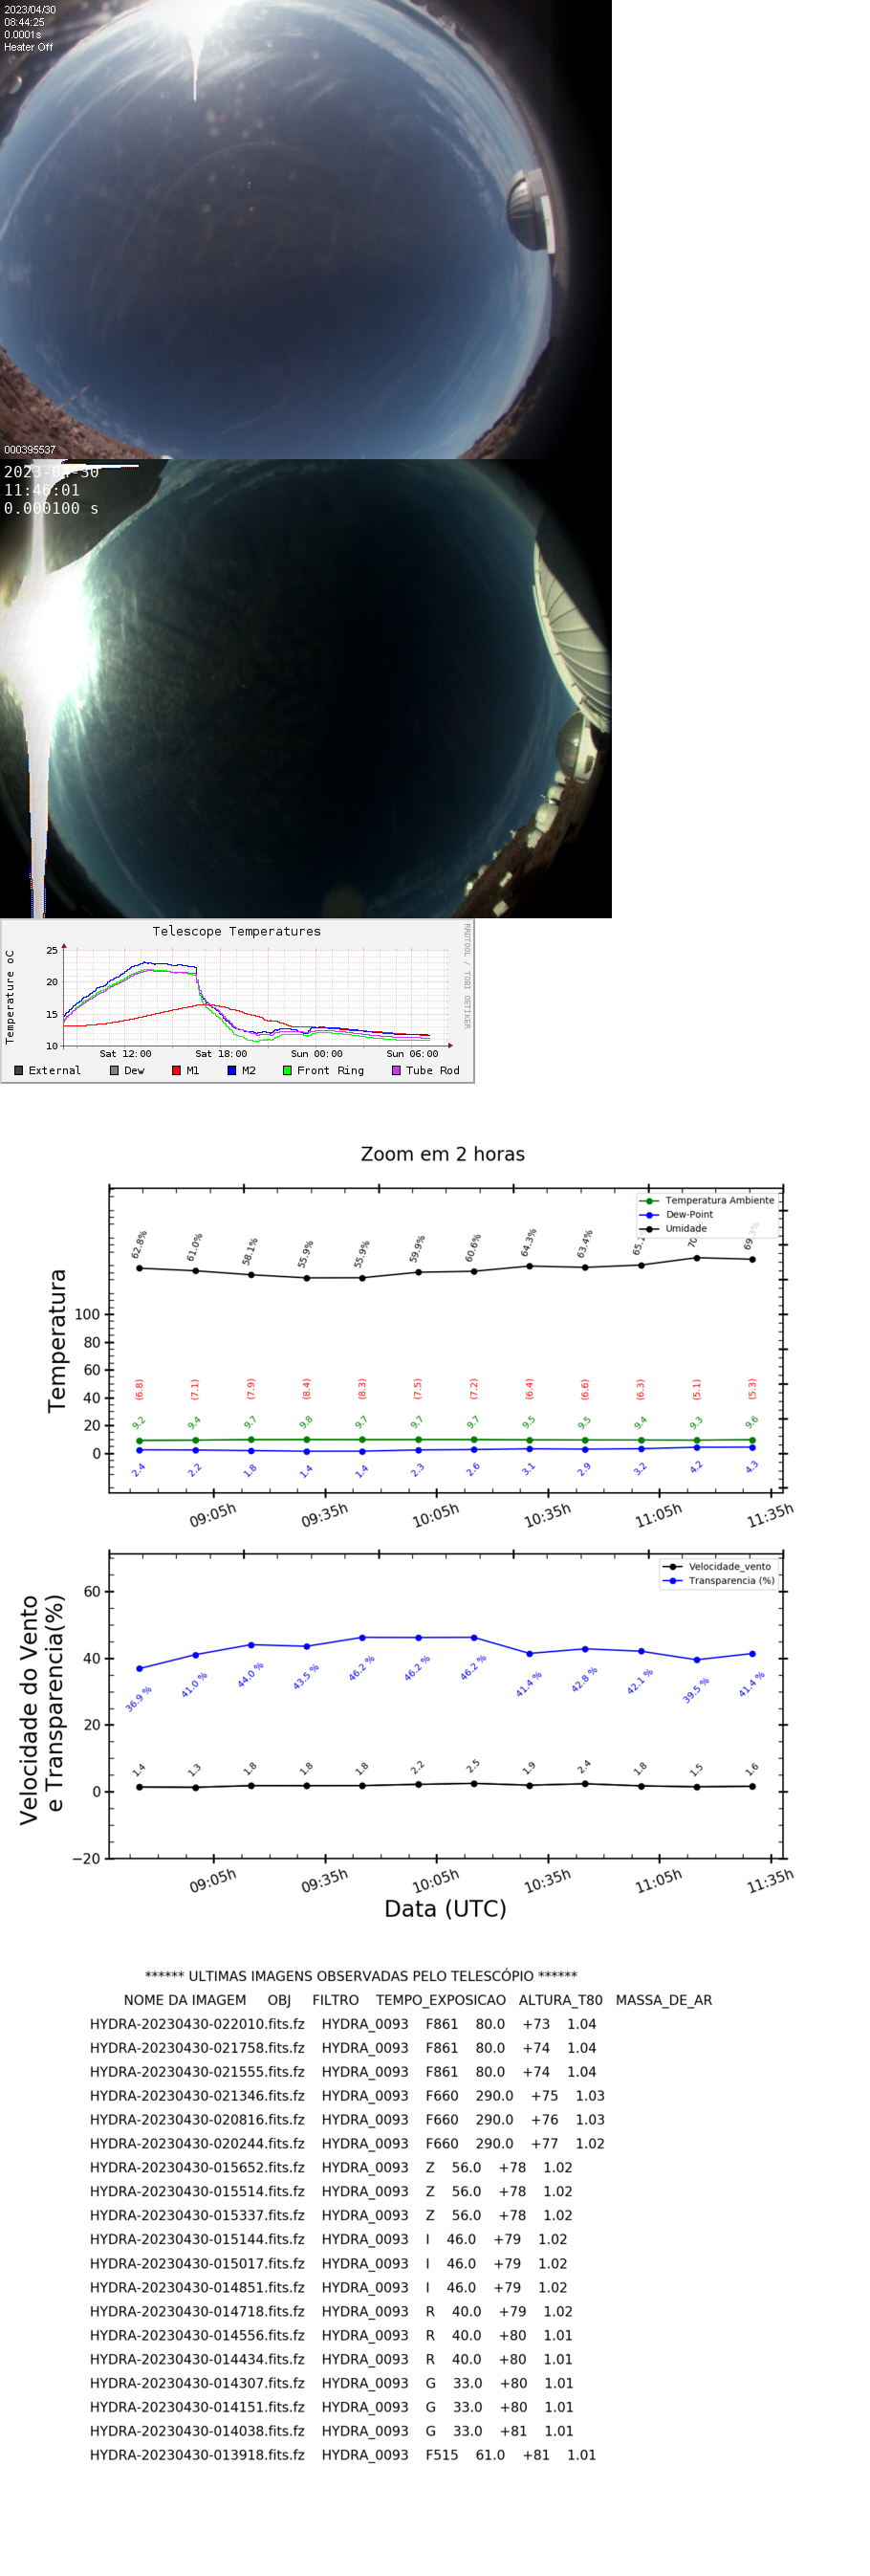 2023/04/30
08:44:25
0.0001s
Heater Off
000395537
2023-04-30
11:46:01
0.000100 s
Telescope Temperatures
RRDTOOL / TOBI OETIKER
Temperature oC
25
20
15
10
Sat 12:00 Sat 18:00 Sun 00:00 Sun 06:00
External Dew M1 M2 Front Ring Tube Rod
Zoom em 2 horas
Temperatura Ambiente
Dew-Point
Umidade
62.8% 61.0% 58.1% 55.9% 55.9% 59.9% 60.6% 64.3% 63.4%
Temperatura
100
80
60
40
20
0
(6.8) (7.1) (7.9) (8.4) (8.3) (7.5) (7.2) (6.4) (6.6) (6.3) (5.1) (5.3)
9.2 9.4 9.7 9.8 9.7 9.7 9.7 9.5 9.5 9.4 9.3 9.6
2.4 2.2 1.8 1.4 1.4 2.3 2.6 3.1 2.9 3.2 4.2 4.3
09:05h 09:35h 10:05h 10:35h 11:05h 11:35h
Velocidade_vento
Transparencia (%)
Velocidade do Vento
e Transparencia(%)
60
40
20
0
−20
36.9 % 41.0 % 44.0 % 43.5 % 46.2 % 46.2 % 46.2 % 41.4 % 42.8 % 42.1 % 39.5 % 41.4 %
1.4 1.3 1.8 1.8 1.8 2.2 2.5 1.9 2.4 1.8 1.5 1.6
09:05h 09:35h 10:05h 10:35h 11:05h 11:35h
Data (UTC)
****** ULTIMAS IMAGENS OBSERVADAS PELO TELESCÓPIO ******
NOME DA IMAGEM OBJ FILTRO TEMPO_EXPOSICAO ALTURA_T80 MASSA_DE_AR
HYDRA-20230430-022010.fits.fz HYDRA_0093 F861 80.0 +73 1.04
HYDRA-20230430-021758.fits.fz HYDRA_0093 F861 80.0 +74 1.04
HYDRA-20230430-021555.fits.fz HYDRA_0093 F861 80.0 +74 1.04
HYDRA-20230430-021346.fits.fz HYDRA_0093 F660 290.0 +75 1.03
HYDRA-20230430-020816.fits.fz HYDRA_0093 F660 290.0 +76 1.03
HYDRA-20230430-020244.fits.fz HYDRA_0093 F660 290.0 +77 1.02
HYDRA-20230430-015652.fits.fz HYDRA_0093 Z 56.0 +78 1.02
HYDRA-20230430-015514.fits.fz HYDRA_0093 Z 56.0 +78 1.02
HYDRA-20230430-015337.fits.fz HYDRA_0093 Z 56.0 +78 1.02
HYDRA-20230430-015144.fits.fz HYDRA_0093 I 46.0 +79 1.02
HYDRA-20230430-015017.fits.fz HYDRA_0093 I 46.0 +79 1.02
HYDRA-20230430-014851.fits.fz HYDRA_0093 I 46.0 +79 1.02
HYDRA-20230430-014718.fits.fz HYDRA_0093 R 40.0 +79 1.02
HYDRA-20230430-014556.fits.fz HYDRA_0093 R 40.0 +80 1.01
HYDRA-20230430-014434.fits.fz HYDRA_0093 R 40.0 +80 1.01
HYDRA-20230430-014307.fits.fz HYDRA_0093 G 33.0 +80 1.01
HYDRA-20230430-014151.fits.fz HYDRA_0093 G 33.0 +80 1.01
HYDRA-20230430-014038.fits.fz HYDRA_0093 G 33.0 +81 1.01
HYDRA-20230430-013918.fits.fz HYDRA_0093 F515 61.0 +81 1.01